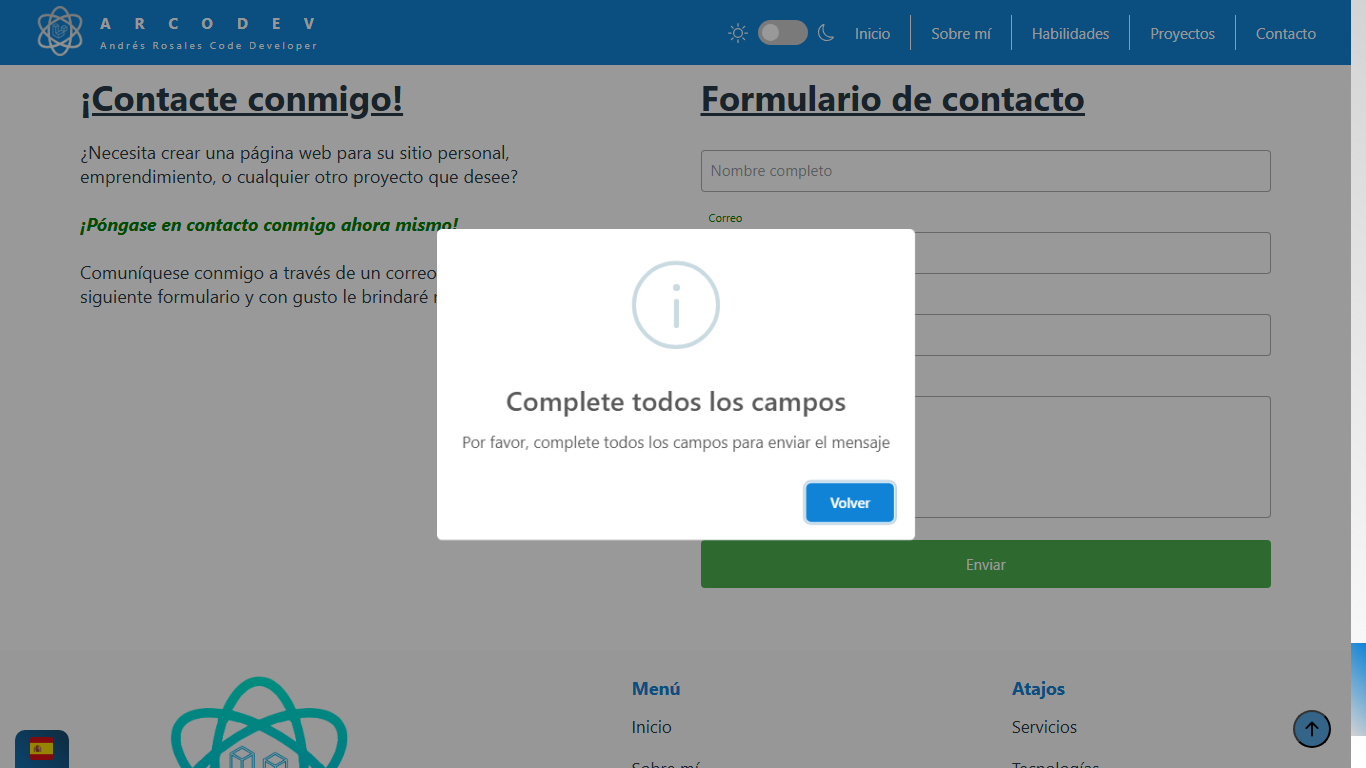 A R C O D E V
Andrés Rosales Code Developer
Inicio
Sobre mí
Habilidades
Proyectos
Contacto
¡Contacte conmigo!
¿Necesita crear una página web para su sitio personal,
emprendimiento, o cualquier otro proyecto que desee?
¡Póngase en contacto conmigo ahora mismo!
Comuníquese conmigo a través de un correo
siguiente formulario y con gusto le brindaré
Formulario de contacto
Nombre completo
Correo
Complete todos los campos
Por favor, complete todos los campos para enviar el mensaje
Volver
Enviar
Menú
Inicio
Sobre mí
Atajos
Servicios
Tecnologías